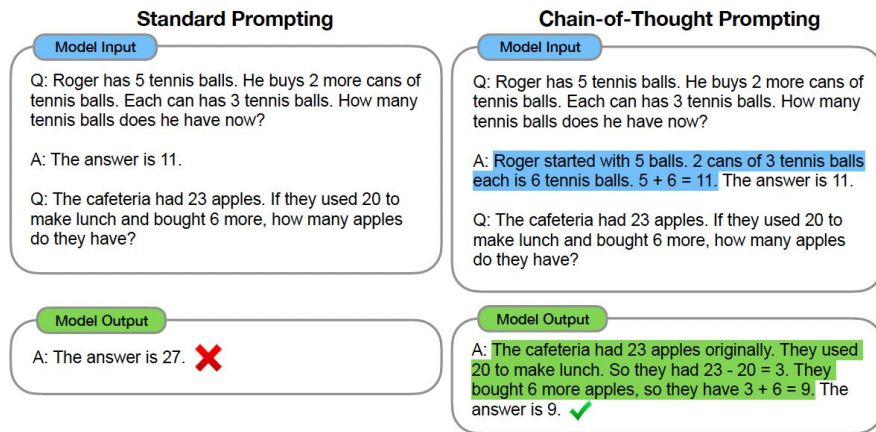 Standard Prompting
Model Input
Q: Roger has 5 tennis balls. He buys 2 more cans of
tennis balls. Each can has 3 tennis balls. How many
tennis balls does he have now?
A: The answer is 11.
Q: The cafeteria had 23 apples. If they used 20 to
make lunch and bought 6 more, how many apples
do they have?
Model Output
A: The answer is 27.
Chain-of-Thought Prompting
Model Input
Q: Roger has 5 tennis balls. He buys 2 more cans of
tennis balls. Each can has 3 tennis balls. How many
tennis balls does he have now?
A: Roger started with 5 balls. 2 cans of 3 tennis balls
each is 6 tennis balls. 5 + 6 = 11. The answer is 11.
Q: The cafeteria had 23 apples. If they used 20 to
make lunch and bought 6 more, how many apples
do they have?
Model Output
A: The cafeteria had 23 apples originally. They used
20 to make lunch. So they had 23 - 20 = 3. They
bought 6 more apples, so they have 3 + 6 = 9. The
answer is 9.